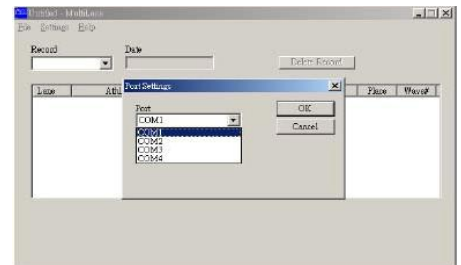 Untitled - MultiLane
File Settings Help
Record Date
Delete Record
Lane Athl Place Wave#
Port Settings
Port
COM1
OK
Cancel
COM1
COM2
COM3
COM4